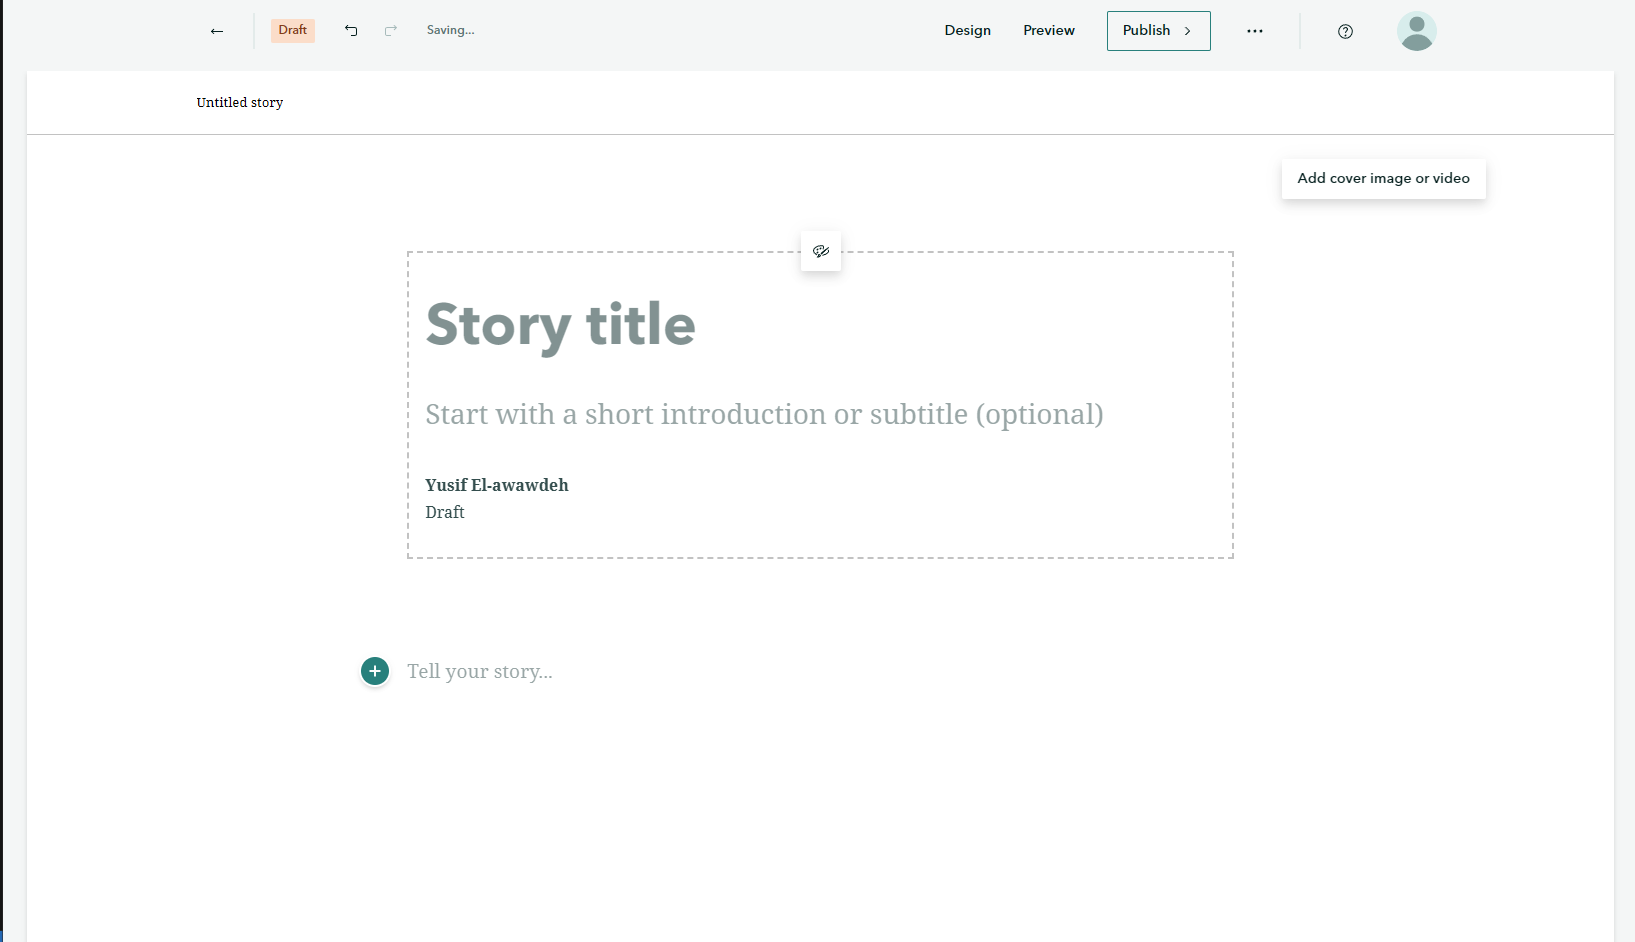 Draft
Saving...
Design
Preview
Publish
Untitled story
Add cover image or video
Story title
Start with a short introduction or subtitle (optional)
Yusif El-awawdeh
Draft
Tell your story...